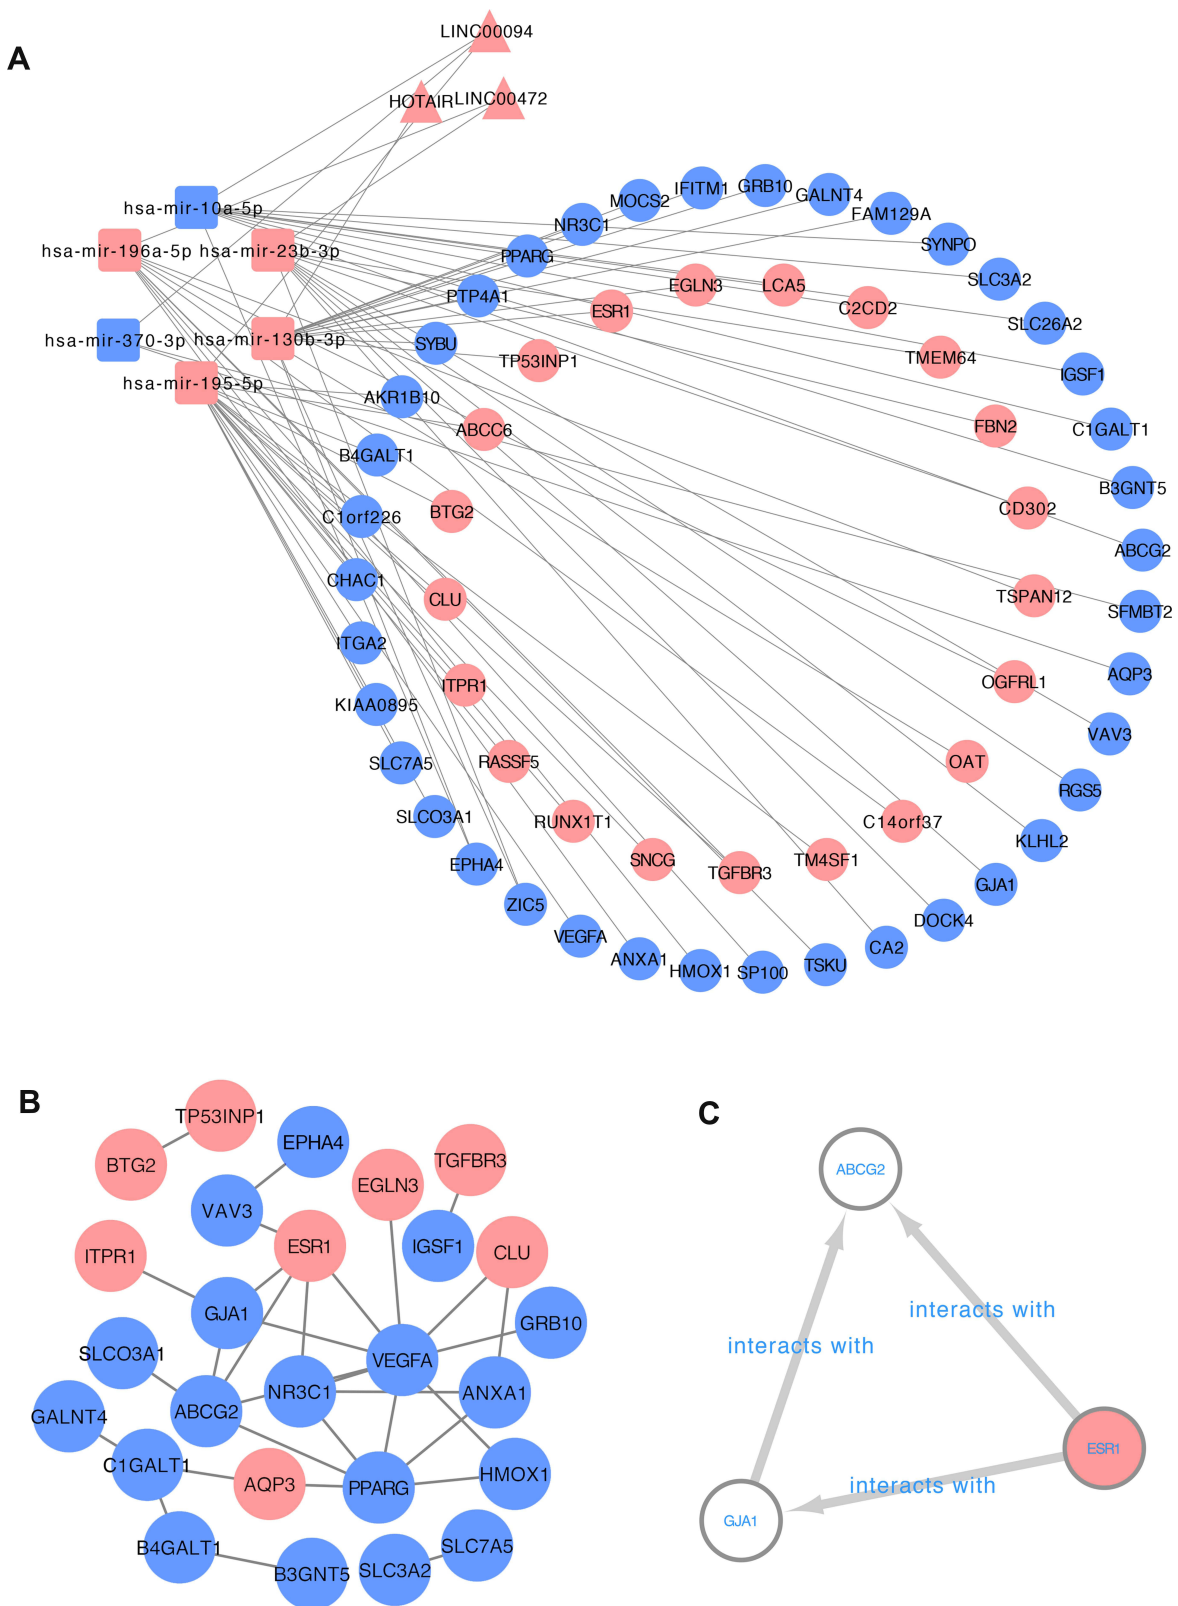 A
LINC00094
HOTAIR
LINC00472
hsa-mir-10a-5p
hsa-mir-196a-5p
hsa-mir-23b-3p
hsa-mir-370-3p
hsa-mir-130b-3p
hsa-mir-195-5p
MOCS2
IFITM1
GRB10
GALNT4
FAM129A
NR3C1
SYNPO
PPARG
SLC3A2
PTP4A1
EGLN3
LCA5
C2CD2
ESR1
SLC26A2
SYBU
TP53INP1
TMEM64
IGSF1
AKR1B10
ABCC6
FBN2
C1GALT1
B4GALT1
B3GNT5
C1orf226
BTG2
CD302
ABCG2
CHAC1
CLU
TSPAN12
SFMBT2
ITGA2
ITPR1
OGFRL1
AQP3
KIAA0895
VAV3
SLC7A5
RASSF5
OAT
RGS5
SLCO3A1
RUNX1T1
C14orf37
KLHL2
EPHA4
SNCG
TGFBR3
TM4SF1
GJA1
ZIC5
DOCK4
VEGFA
CA2
ANXA1
HMOX1
SP100
TSKU
B
TP53INP1
BTG2
EPHA4
TGFBR3
EGLN3
VAV3
ITPR1
ESR1
IGSF1
CLU
GJA1
GRB10
SLCO3A1
VEGFA
NR3C1
ANXA1
ABCG2
GALNT4
C1GALT1
AQP3
PPARG
HMOX1
B4GALT1
B3GNT5
SLC3A2
SLC7A5
C
ABCG2
interacts with
interacts with
ESR1
interacts with
GJA1